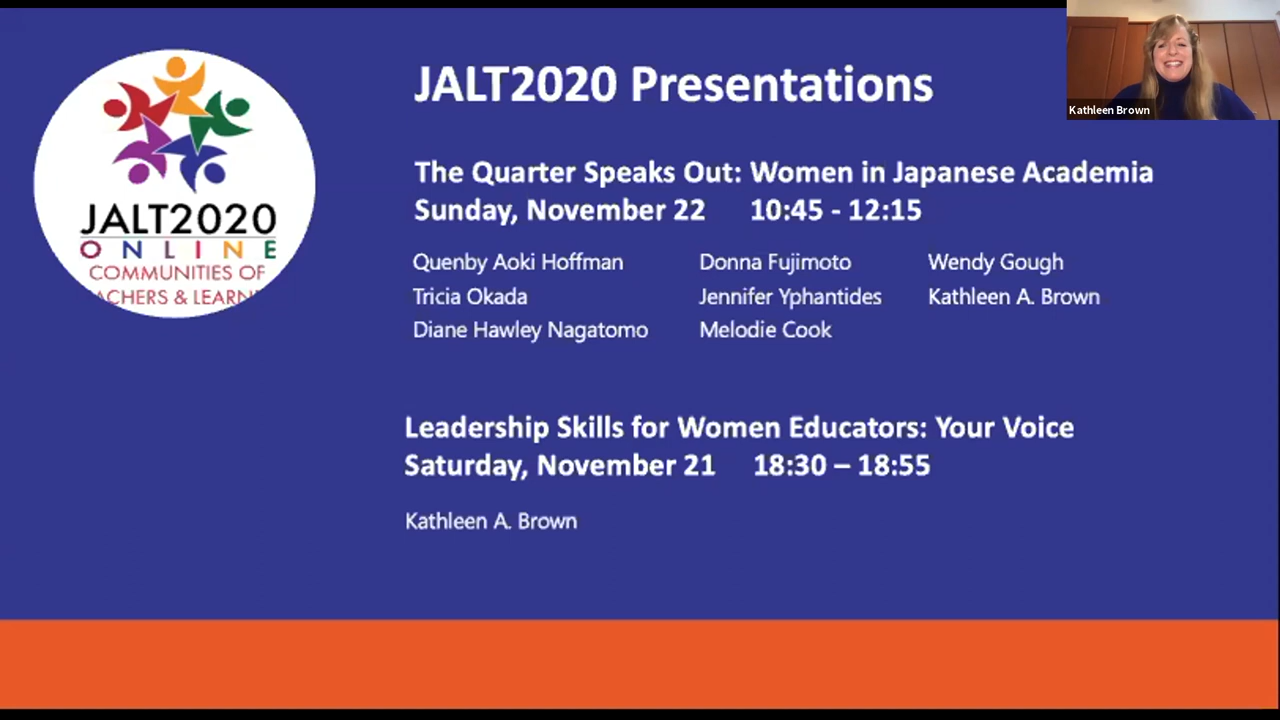 JALT2020 Presentations
Kathleen Brown
The Quarter Speaks Out: Women in Japanese Academia
Sunday, November 22 10:45 - 12:15
Quenby Aoki Hoffman Donna Fujimoto Wendy Gough
Tricia Okada Jennifer Yphantides Kathleen A. Brown
Diane Hawley Nagatomo Melodie Cook
JALT2020
ONLINE
COMMUNITIES OF
ACHERS & LEARN
Leadership Skills for Women Educators: Your Voice
Saturday, November 21 18:30 – 18:55
Kathleen A. Brown